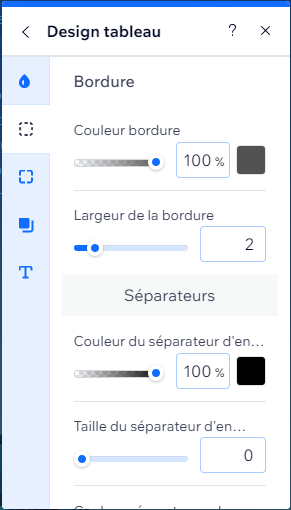 Design tableau ?
Bordure
Couleur bordure
100 %
Largeur de la bordure
2
Séparateurs
Couleur du séparateur d'en…
100 %
Taille du séparateur d'en…
0
T